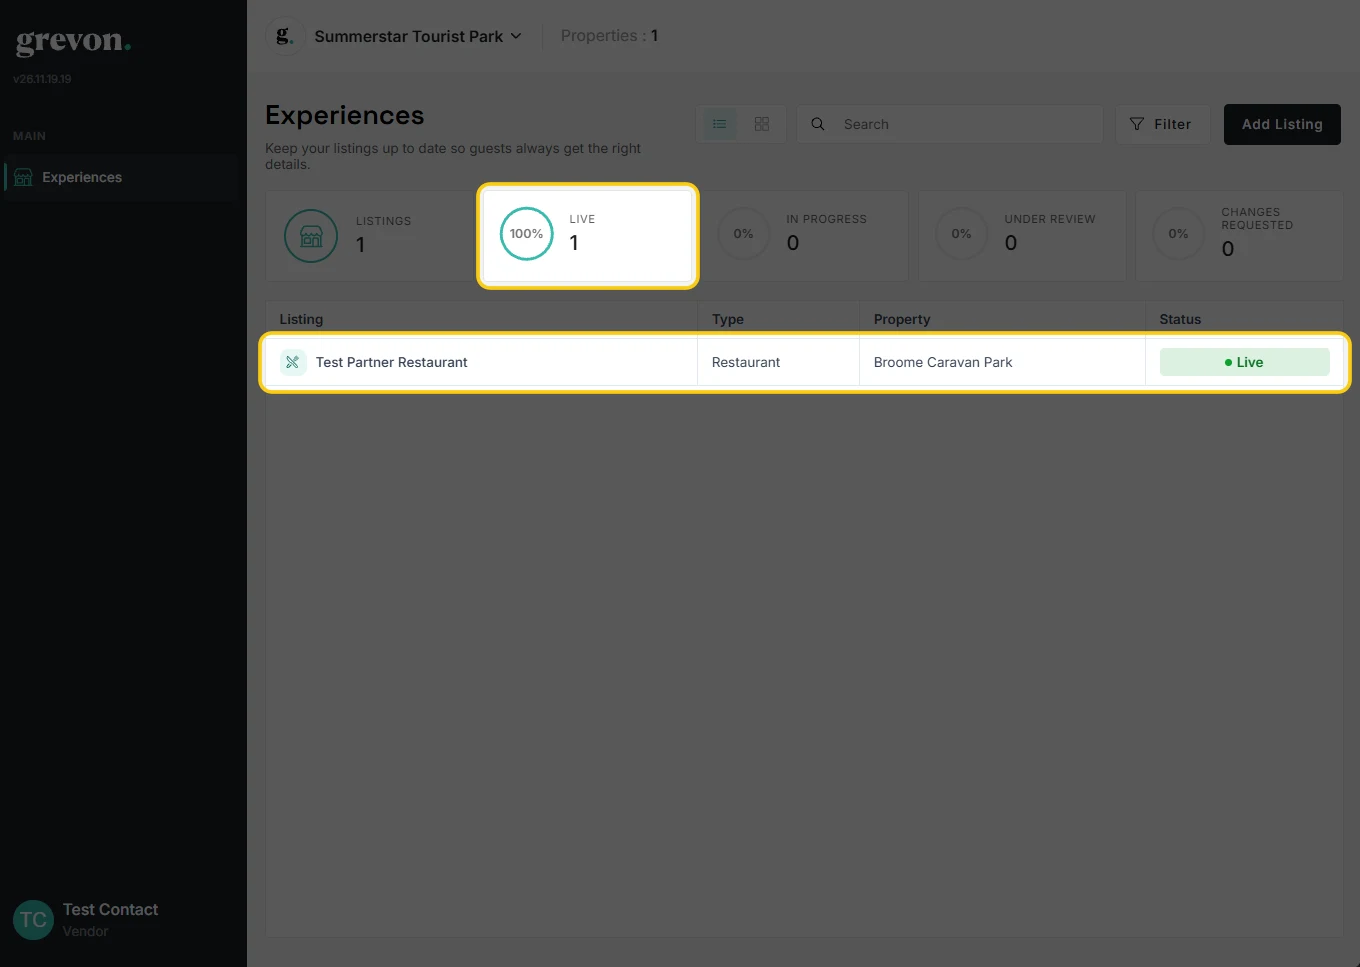 grevon.
v26.11.19.19
MAIN
Experiences
g. Summerstar Tourist Park
Properties : 1
Experiences
Keep your listings up to date so guests always get the right
details.
Search
Filter
Add Listing
LISTINGS
1
100%
LIVE
1
0%
IN PROGRESS
0
0%
UNDER REVIEW
0
0%
CHANGES
REQUESTED
0
Listing Type Property Status
Test Partner Restaurant Restaurant Broome Caravan Park Live
TC
Test Contact
Vendor